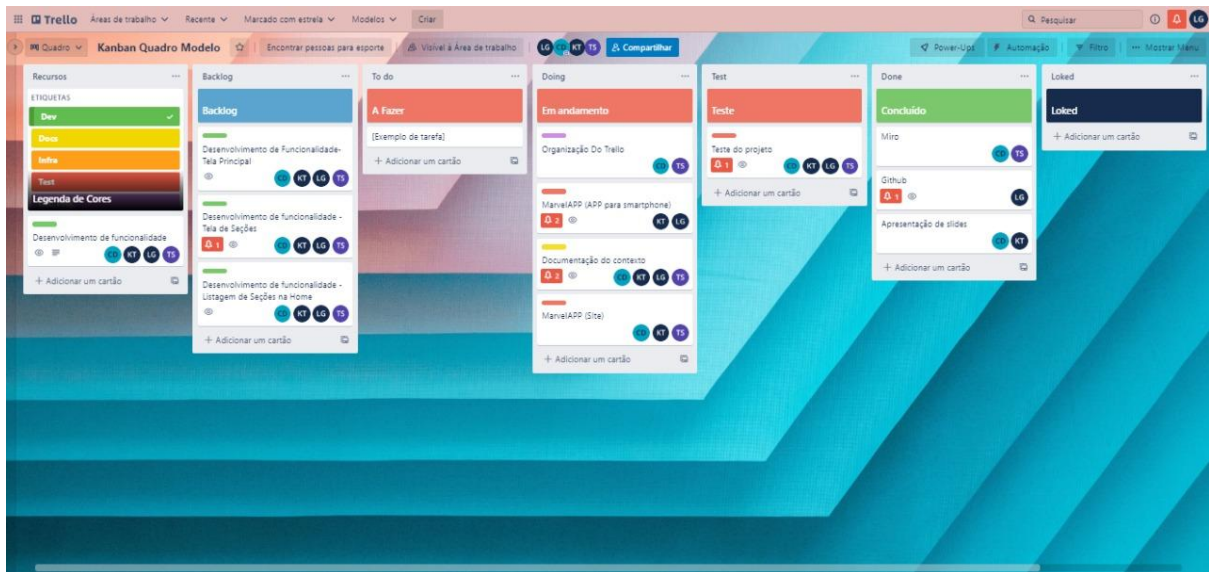 Trello Áreas de trabalho Recente Marcado com estrela Modelos Criar Pesquisar LG
Quadro Kanban Quadro Modelo Encontrar pessoas para esporte Visível à Área de trabalho LG CD KT TS Compartilhar Power-Ups Automação Filtro Mostrar Menu
Recursos
ETIQUETAS
Dev
Docs
Infra
Test
Legenda de Cores
Desenvolvimento de funcionalidade
CD KT LG TS
+ Adicionar um cartão
Backlog
Backlog
Desenvolvimento de Funcionalidade-
Tela Principal
CD KT LG TS
Desenvolvimento de funcionalidade -
Tela de Seções
1 CD KT LG TS
Desenvolvimento de funcionalidade -
Listagem de Seções na Home
CD KT LG TS
+ Adicionar um cartão
To do
A Fazer
[Exemplo de tarefa]
+ Adicionar um cartão
Doing
Em andamento
Organização Do Trello
CD TS
MarvelAPP (APP para smartphone)
2 KT LG
Documentação do contexto
2 CD KT LG TS
MarvelAPP (Site)
CD KT TS
+ Adicionar um cartão
Test
Teste
Teste do projeto
1 CD KT LG TS
+ Adicionar um cartão
Done
Concluído
Miro
CD TS
Github
1 LG
Apresentação de slides
CD KT
+ Adicionar um cartão
Loked
Loked
+ Adicionar um cartão